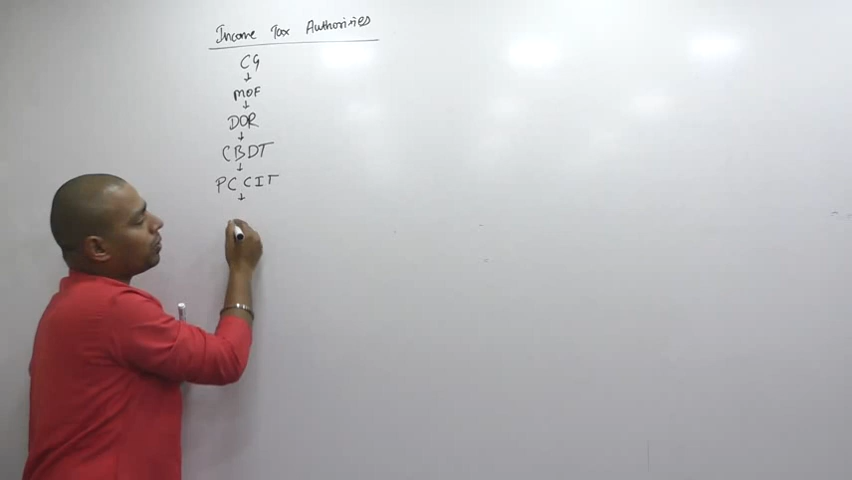 Income Tax Authorities
CG
↓
MOF
↓
DOR
↓
CBDT
↓
PCCIT
↓